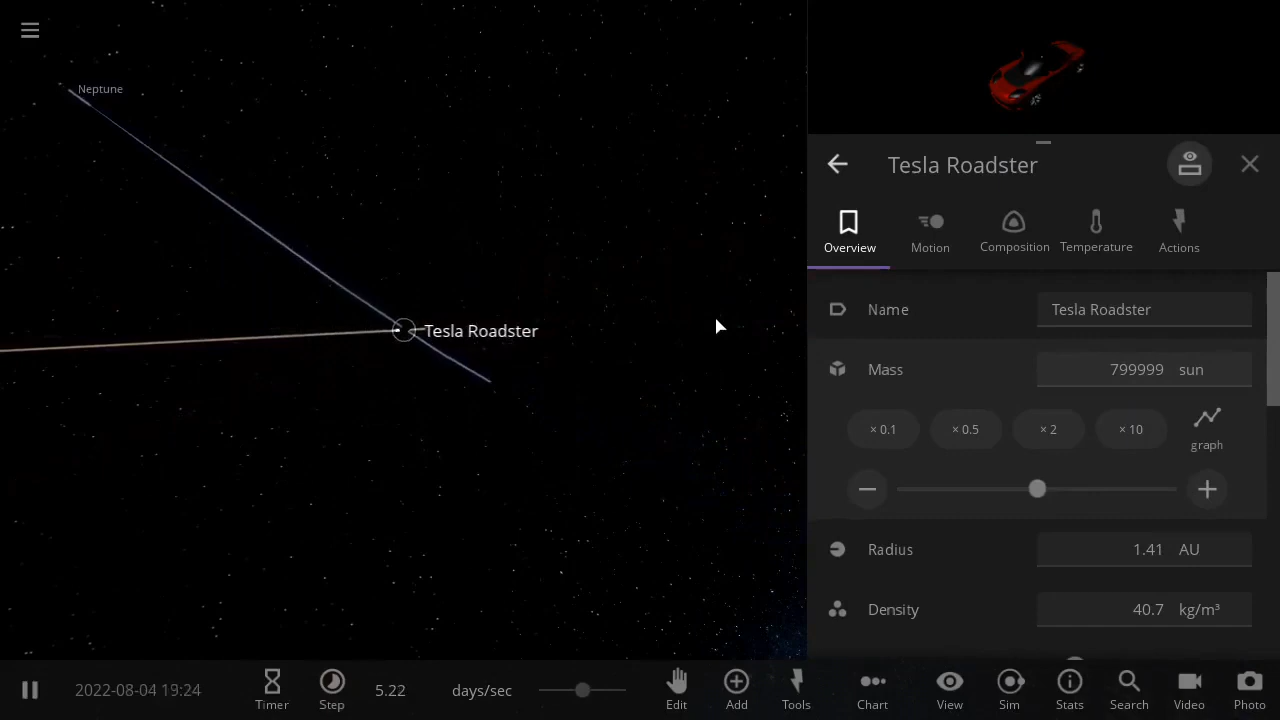 Neptune
Tesla Roadster
Tesla Roadster
Overview
Motion
Composition
Temperature
Actions
Name
Tesla Roadster
Mass
799999 sun
× 0.1
× 0.5
× 2
× 10
graph
Radius
1.41 AU
Density
40.7 kg/m³
2022-08-04 19:24
Timer
Step
5.22 days/sec
Edit
Add
Tools
Chart
View
Sim
Stats
Search
Video
Photo